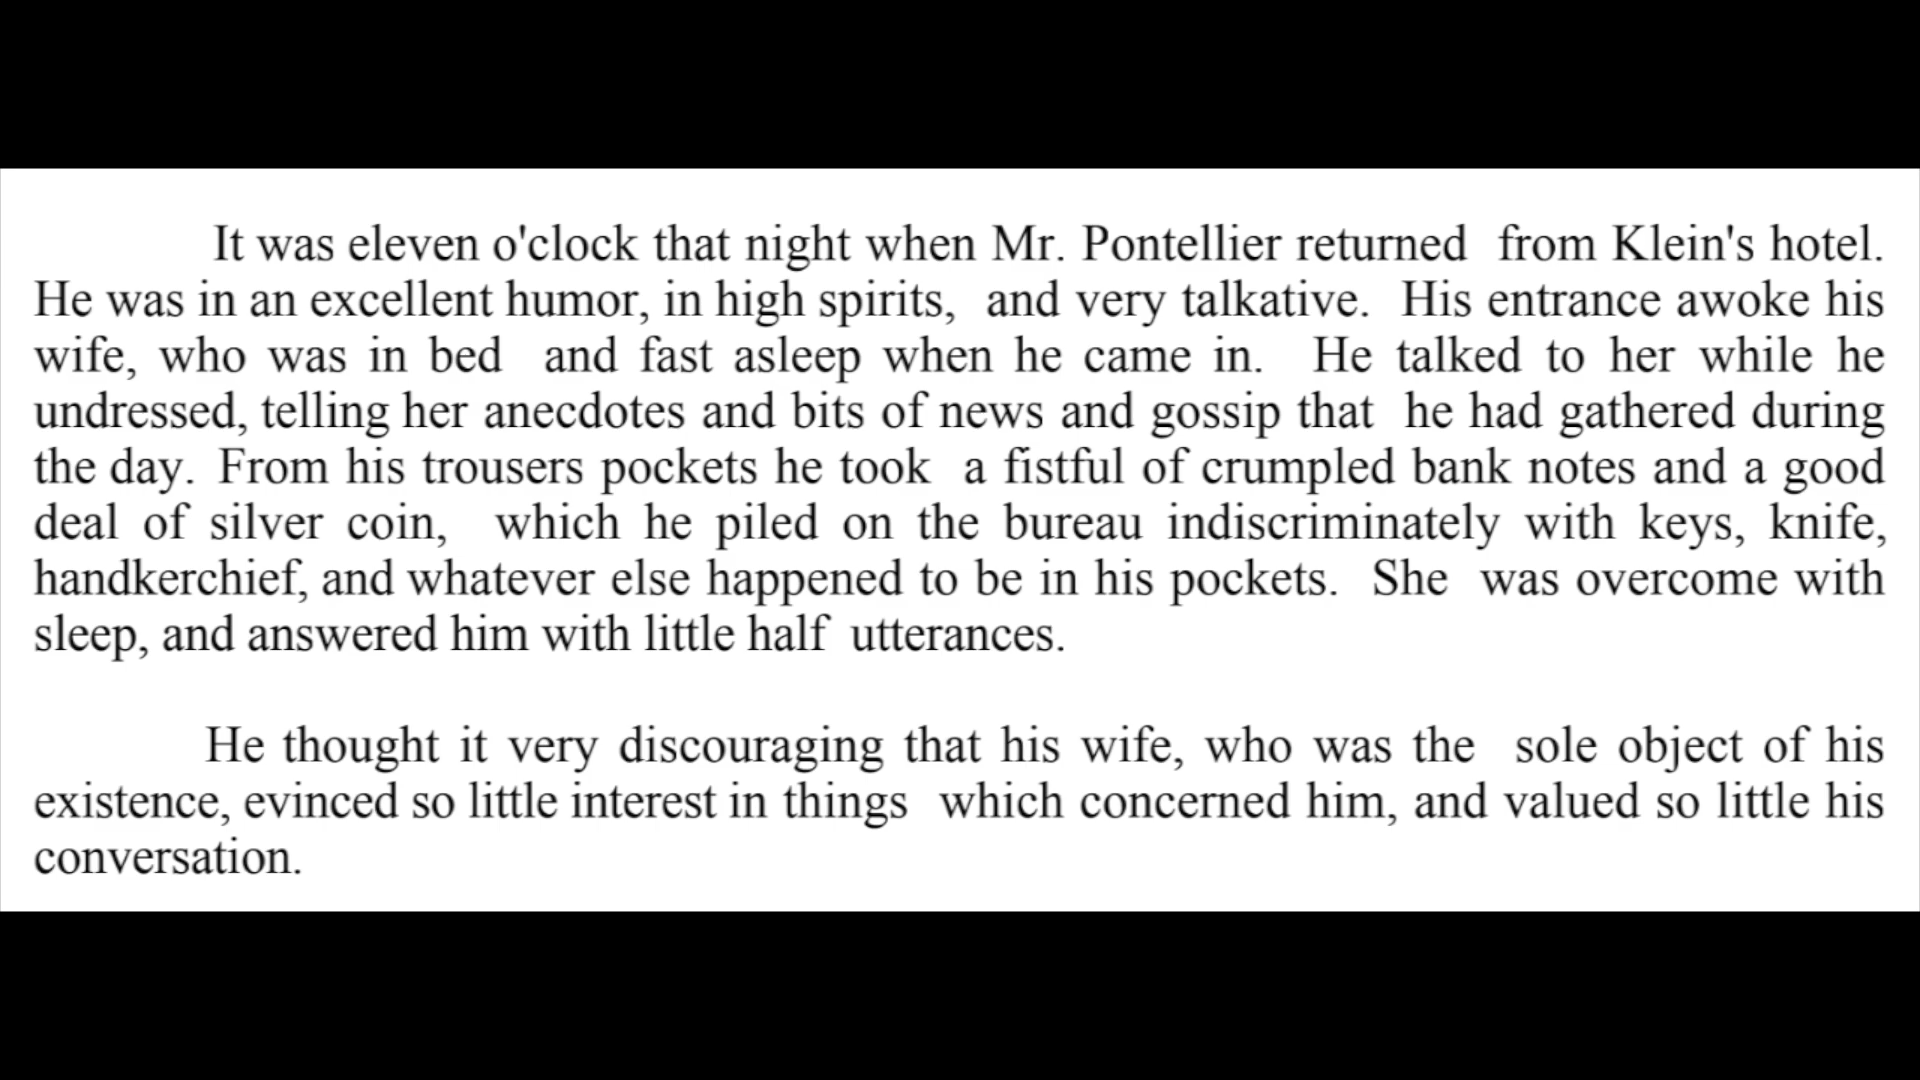 It was eleven o'clock that night when Mr. Pontellier returned from Klein's hotel.
He was in an excellent humor, in high spirits, and very talkative. His entrance awoke his
wife, who was in bed and fast asleep when he came in. He talked to her while he
undressed, telling her anecdotes and bits of news and gossip that he had gathered during
the day. From his trousers pockets he took a fistful of crumpled bank notes and a good
deal of silver coin, which he piled on the bureau indiscriminately with keys, knife,
handkerchief, and whatever else happened to be in his pockets. She was overcome with
sleep, and answered him with little half utterances.
He thought it very discouraging that his wife, who was the sole object of his
existence, evinced so little interest in things which concerned him, and valued so little his
conversation.